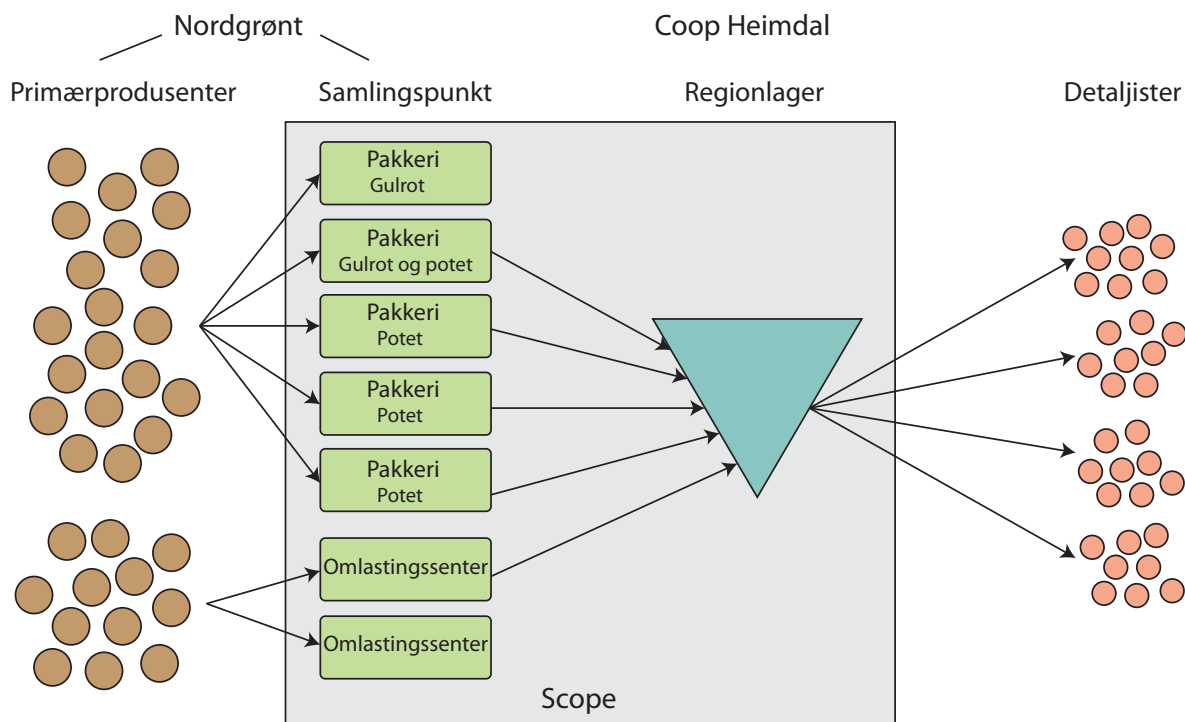 Nordgrønt
Coop Heimdal
Primærprodusenter
Samlingspunkt
Regionlager
Detaljister
Pakkeri
Gulrot
Pakkeri
Gulrot og potet
Pakkeri
Potet
Pakkeri
Potet
Pakkeri
Potet
Omlastingssenter
Omlastingssenter
Scope